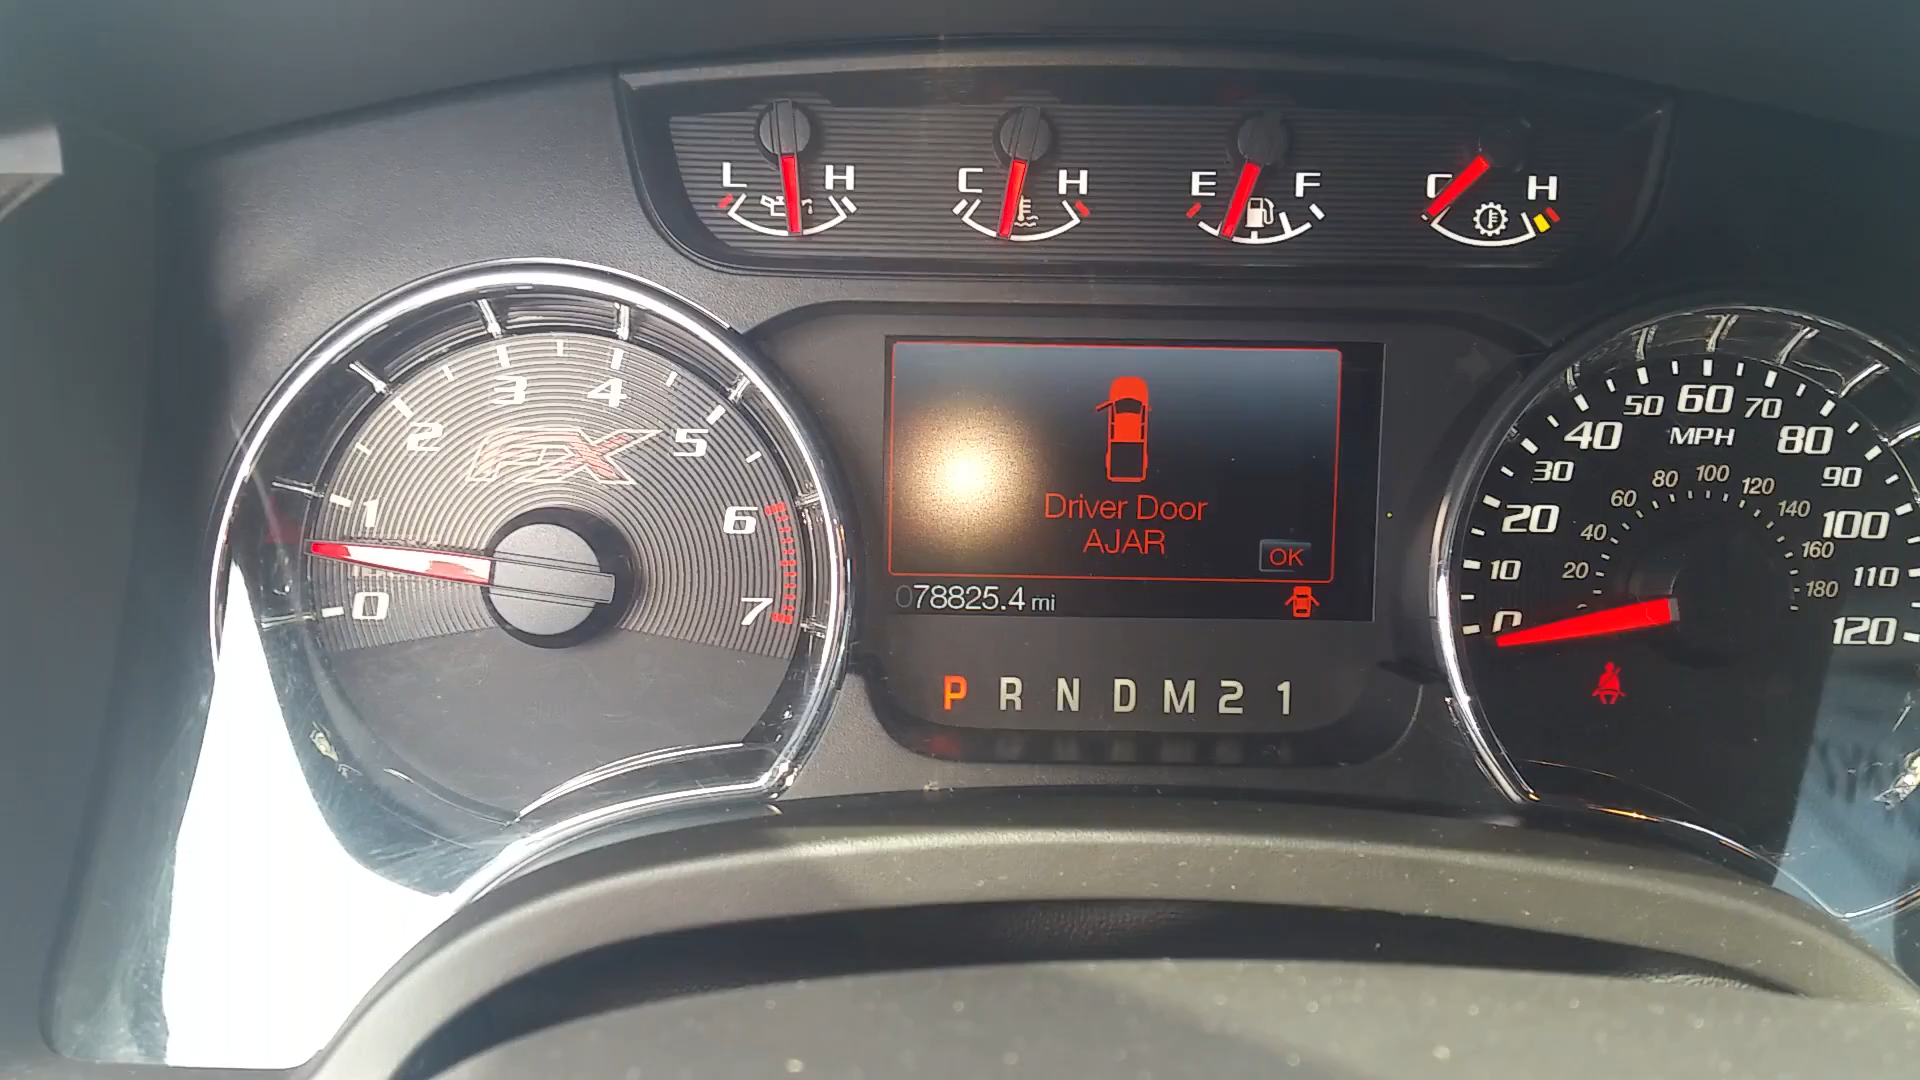 L H C H E F C H
0 1 2 3 4 5 6 7
FX
Driver Door
AJAR
OK
078825.4 mi
P R N D M 2 1
0 10 20 30 40 50 60 70 80 90 100 110 120
MPH
20 40 60 80 100 120 140 160 180